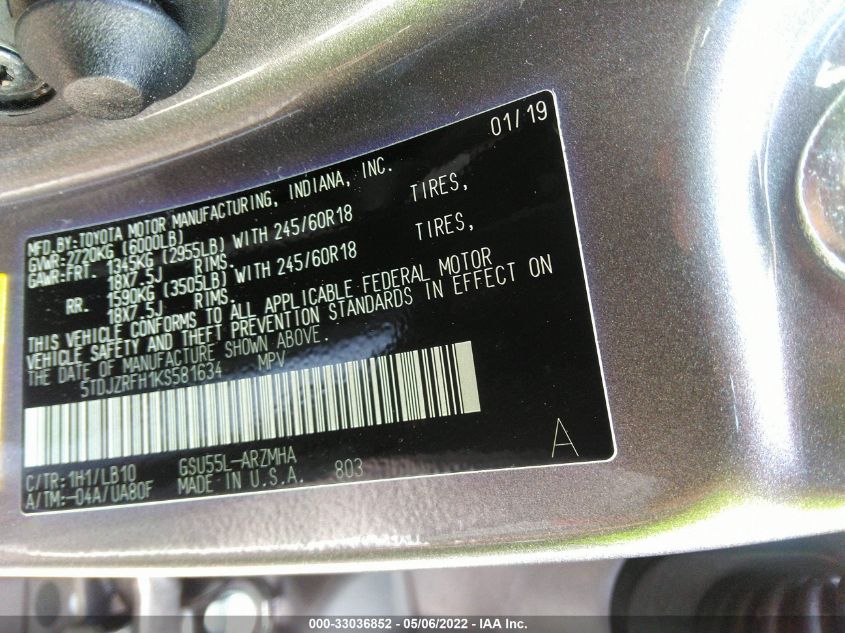 01/19
MFD.BY:TOYOTA MOTOR MANUFACTURING, INDIANA, INC.
GVWR:2720KG (6000LB)
GAWR:FRT. 1345KG (2955LB) WITH 245/60R18 TIRES,
18X7.5J RIMS.
RR. 1590KG (3505LB) WITH 245/60R18 TIRES,
18X7.5J RIMS.
THIS VEHICLE CONFORMS TO ALL APPLICABLE FEDERAL MOTOR
VEHICLE SAFETY AND THEFT PREVENTION STANDARDS IN EFFECT ON
THE DATE OF MANUFACTURE SHOWN ABOVE.
5TDJZRFH1KS581634 MPV
C/TR:1H1/LB10 GSU55L-ARZMHA A
A/TM:-04A/UA80F MADE IN U.S.A. 803
000-33036852 - 05/06/2022 - IAA Inc.